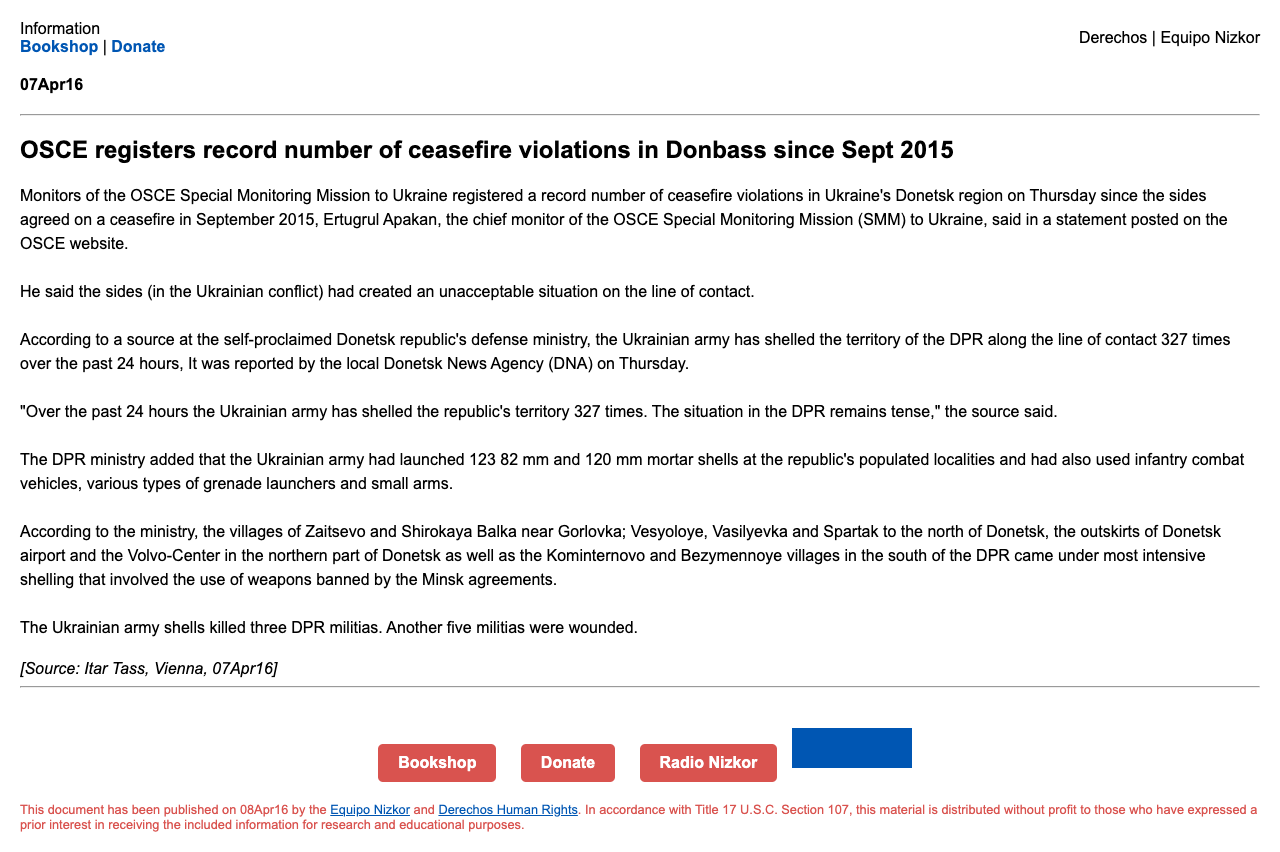 Information
Bookshop | Donate
Derechos | Equipo Nizkor
07Apr16
OSCE registers record number of ceasefire violations in Donbass since Sept 2015
Monitors of the OSCE Special Monitoring Mission to Ukraine registered a record number of ceasefire violations in Ukraine's Donetsk region on Thursday since the sides
agreed on a ceasefire in September 2015, Ertugrul Apakan, the chief monitor of the OSCE Special Monitoring Mission (SMM) to Ukraine, said in a statement posted on the
OSCE website.
He said the sides (in the Ukrainian conflict) had created an unacceptable situation on the line of contact.
According to a source at the self-proclaimed Donetsk republic's defense ministry, the Ukrainian army has shelled the territory of the DPR along the line of contact 327 times
over the past 24 hours, It was reported by the local Donetsk News Agency (DNA) on Thursday.
"Over the past 24 hours the Ukrainian army has shelled the republic's territory 327 times. The situation in the DPR remains tense," the source said.
The DPR ministry added that the Ukrainian army had launched 123 82 mm and 120 mm mortar shells at the republic's populated localities and had also used infantry combat
vehicles, various types of grenade launchers and small arms.
According to the ministry, the villages of Zaitsevo and Shirokaya Balka near Gorlovka; Vesyoloye, Vasilyevka and Spartak to the north of Donetsk, the outskirts of Donetsk
airport and the Volvo-Center in the northern part of Donetsk as well as the Kominternovo and Bezymennoye villages in the south of the DPR came under most intensive
shelling that involved the use of weapons banned by the Minsk agreements.
The Ukrainian army shells killed three DPR militias. Another five militias were wounded.
[Source: Itar Tass, Vienna, 07Apr16]
Bookshop
Donate
Radio Nizkor
This document has been published on 08Apr16 by the Equipo Nizkor and Derechos Human Rights. In accordance with Title 17 U.S.C. Section 107, this material is distributed without profit to those who have expressed a
prior interest in receiving the included information for research and educational purposes.